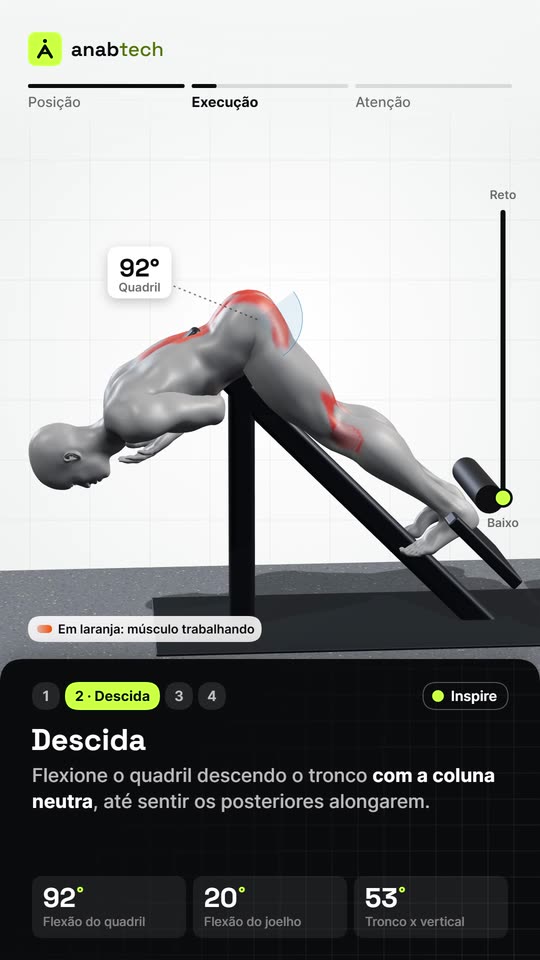 anabtech
Posição
Execução
Atenção
Reto
92°
Quadril
Baixo
Em laranja: músculo trabalhando
1
2 · Descida
3
4
Inspire
Descida
Flexione o quadril descendo o tronco com a coluna
neutra, até sentir os posteriores alongarem.
92°
Flexão do quadril
20°
Flexão do joelho
53°
Tronco x vertical